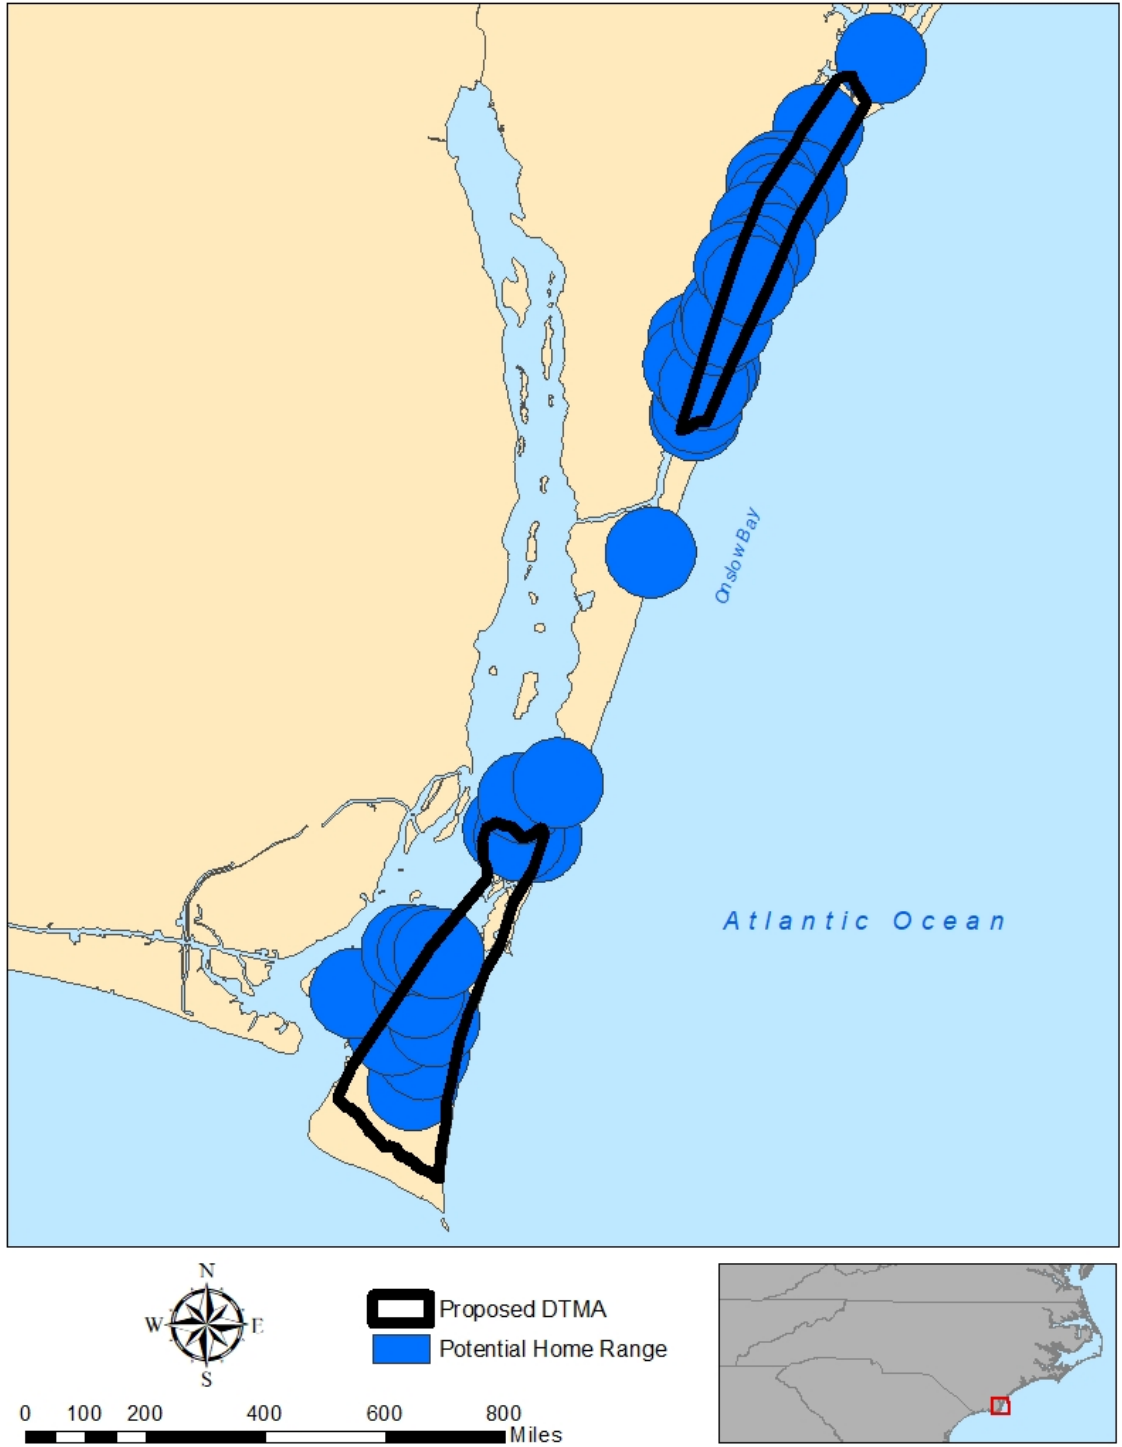 Onslow Bay
Atlantic Ocean
N
W E
S
Proposed DTMA
Potential Home Range
0 100 200 400 600 800
Miles